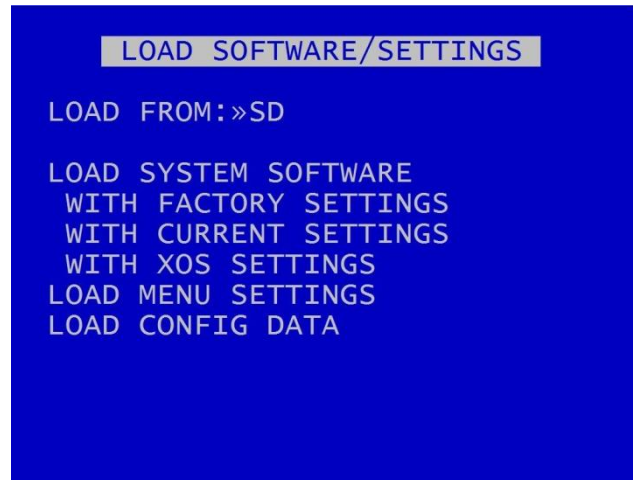 LOAD SOFTWARE/SETTINGS
LOAD FROM:»SD
LOAD SYSTEM SOFTWARE
WITH FACTORY SETTINGS
WITH CURRENT SETTINGS
WITH XOS SETTINGS
LOAD MENU SETTINGS
LOAD CONFIG DATA